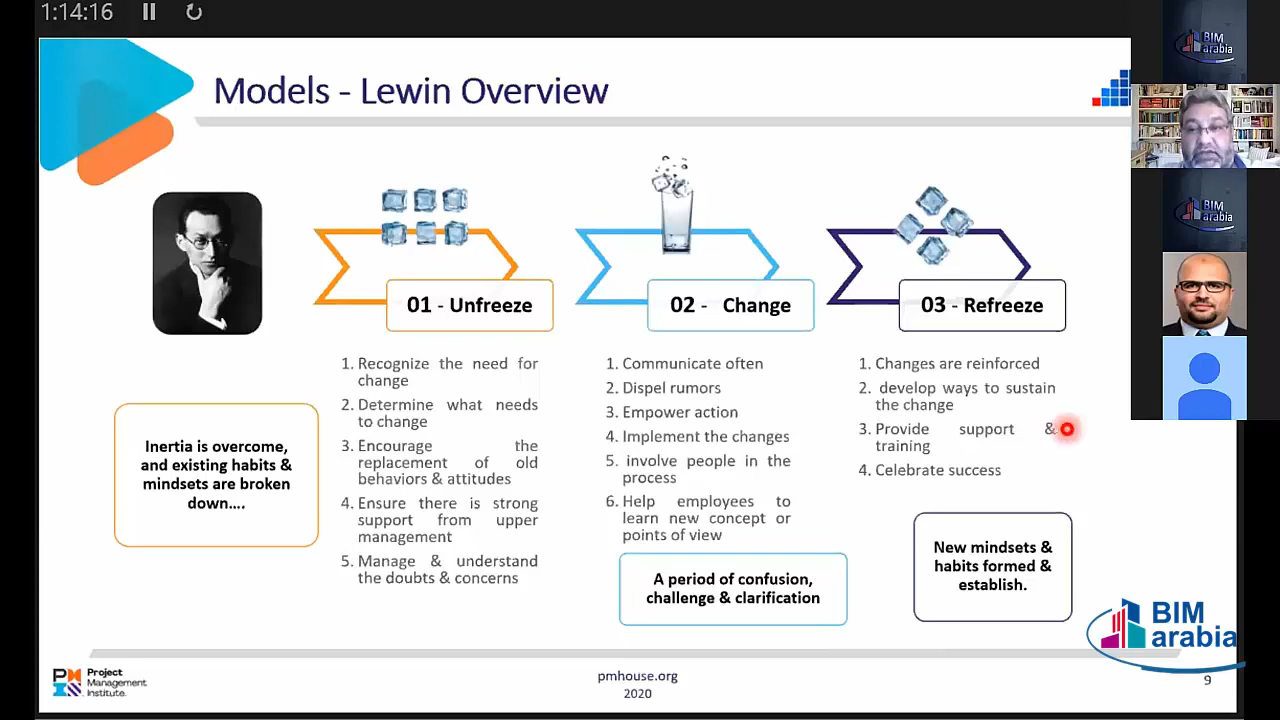 1:14:16
Models - Lewin Overview
01 - Unfreeze
02 - Change
03 - Refreeze
Inertia is overcome,
and existing habits &
mindsets are broken
down....
1. Recognize the need for
change
2. Determine what needs
to change
3. Encourage the
replacement of old
behaviors & attitudes
4. Ensure there is strong
support from upper
management
5. Manage & understand
the doubts & concerns
1. Communicate often
2. Dispel rumors
3. Empower action
4. Implement the changes
5. involve people in the
process
6. Help employees to
learn new concept or
points of view
A period of confusion,
challenge & clarification
1. Changes are reinforced
2. develop ways to sustain
the change
3. Provide support &
training
4. Celebrate success
New mindsets &
habits formed &
establish.
BIM
arabia
BIM
arabia
BIM
arabia
Project
Management
Institute.
pmhouse.org
2020
9